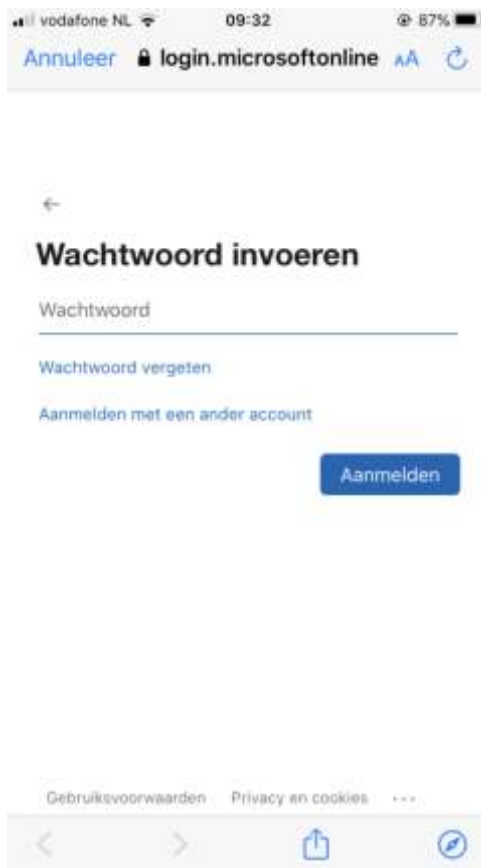 vodafone NL 09:32 87%
Annuleer login.microsoftonline AA
Wachtwoord invoeren
Wachtwoord
Wachtwoord vergeten
Aanmelden met een ander account
Aanmelden
Gebruiksvoorwaarden Privacy en cookies ...